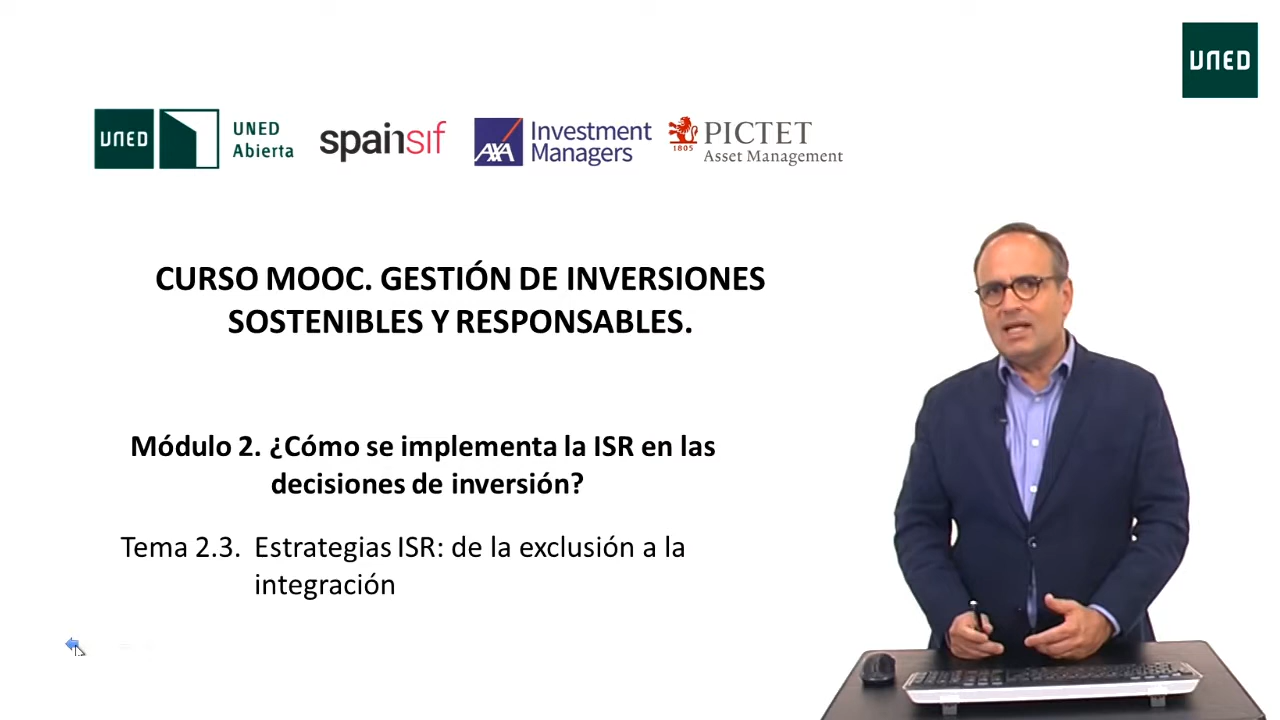 UNED
UNED
UNED
Abierta
spainsif
AXA
Investment
Managers
1805
PICTET
Asset Management
CURSO MOOC. GESTIÓN DE INVERSIONES
SOSTENIBLES Y RESPONSABLES.
Módulo 2. ¿Cómo se implementa la ISR en las
decisiones de inversión?
Tema 2.3. Estrategias ISR: de la exclusión a la
integración